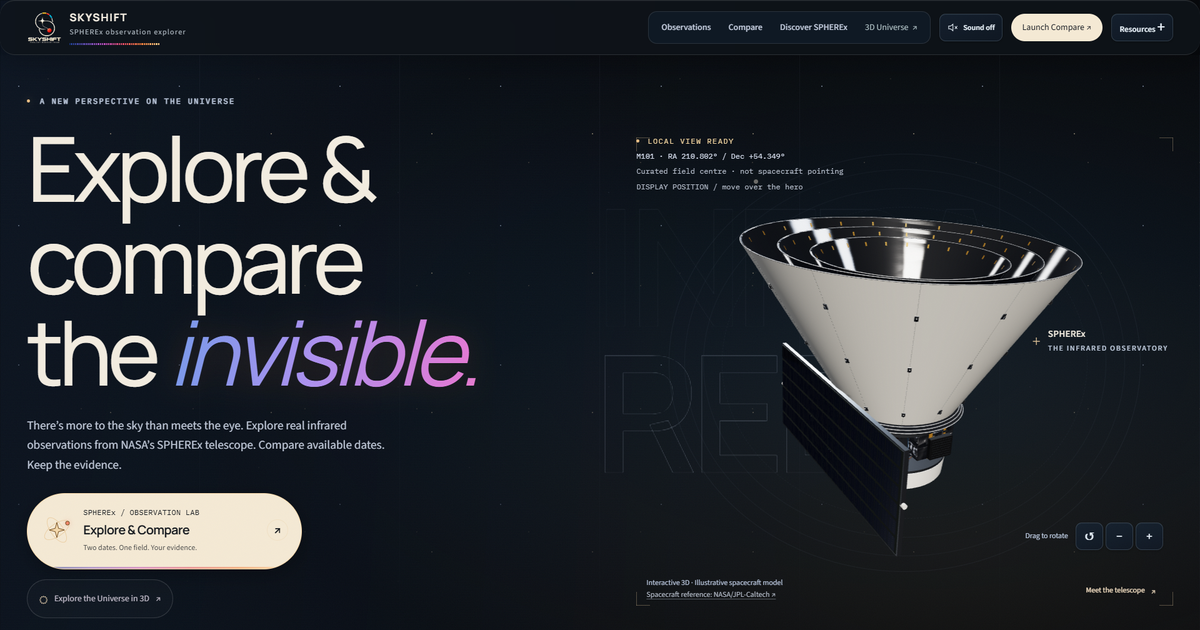 SKYSHIFT
SKYSHIFT
SPHEREx observation explorer
Observations
Compare
Discover SPHEREx
3D Universe ↗
Sound off
Launch Compare ↗
Resources +
A NEW PERSPECTIVE ON THE UNIVERSE
Explore &
compare
the invisible.
There's more to the sky than meets the eye. Explore real infrared
observations from NASA's SPHEREx telescope. Compare available dates.
Keep the evidence.
SPHEREx / OBSERVATION LAB
Explore & Compare
↗
Two dates. One field. Your evidence.
Explore the Universe in 3D ↗
LOCAL VIEW READY
M101 · RA 210.802° / Dec +54.349°
Curated field centre · not spacecraft pointing
DISPLAY POSITION / move over the hero
SPHEREx
THE INFRARED OBSERVATORY
Drag to rotate
↺
−
+
Interactive 3D · Illustrative spacecraft model
Spacecraft reference: NASA/JPL-Caltech ↗
Meet the telescope ↗